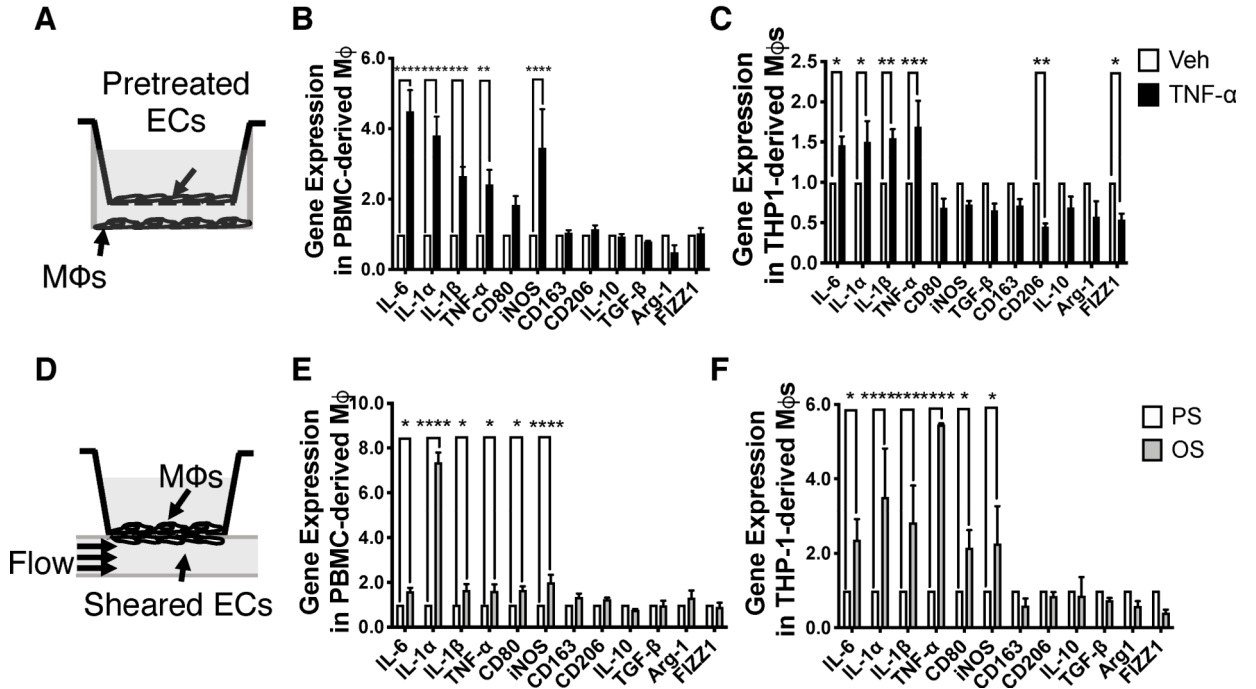 A
Pretreated
ECs
MΦs
B
Gene Expression
in PBMC-derived Mϕ
6.0
4.0
2.0
0.0
**** **** *** ** ****
IL-6
IL-1α
IL-1β
TNF-α
CD80
iNOS
CD163
CD206
IL-10
TGF-β
Arg-1
FIZZ1
C
Gene Expression
in THP1-derived Mϕs
2.5
2.0
1.5
1.0
0.5
0.0
* * ** *** ** *
IL-6
IL-1α
IL-1β
TNF-α
CD80
iNOS
TGF-β
CD163
CD206
IL-10
Arg-1
FIZZ1
Veh
TNF-α
D
MΦs
Flow
Sheared ECs
E
Gene Expression
in PBMC-derived Mϕ
10.0
8.0
6.0
4.0
2.0
0.0
* **** * * * ****
IL-6
IL-1α
IL-1β
TNF-α
CD80
iNOS
CD163
CD206
IL-10
TGF-β
Arg-1
FIZZ1
F
Gene Expression
in THP-1-derived Mϕs
6.0
4.0
2.0
0.0
* **** **** **** * *
IL-6
IL-1α
IL-1β
TNF-α
CD80
iNOS
CD163
CD206
IL-10
TGF-β
Arg1
FIZZ1
PS
OS